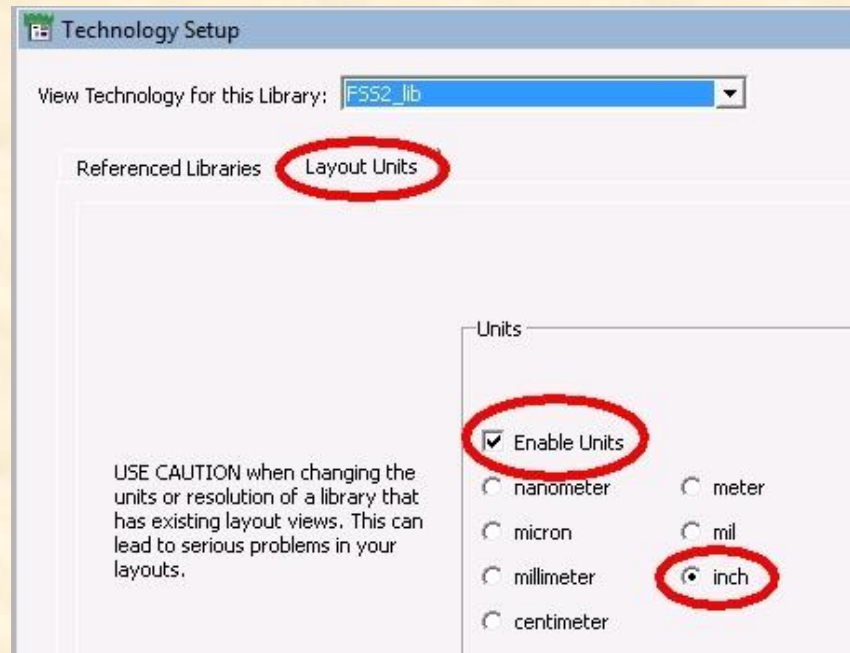 Technology Setup
View Technology for this Library: FSS2_lib
Referenced Libraries Layout Units
Units
Enable Units
USE CAUTION when changing the
units or resolution of a library that
has existing layout views. This can
lead to serious problems in your
layouts.
nanometer meter
micron mil
millimeter inch
centimeter